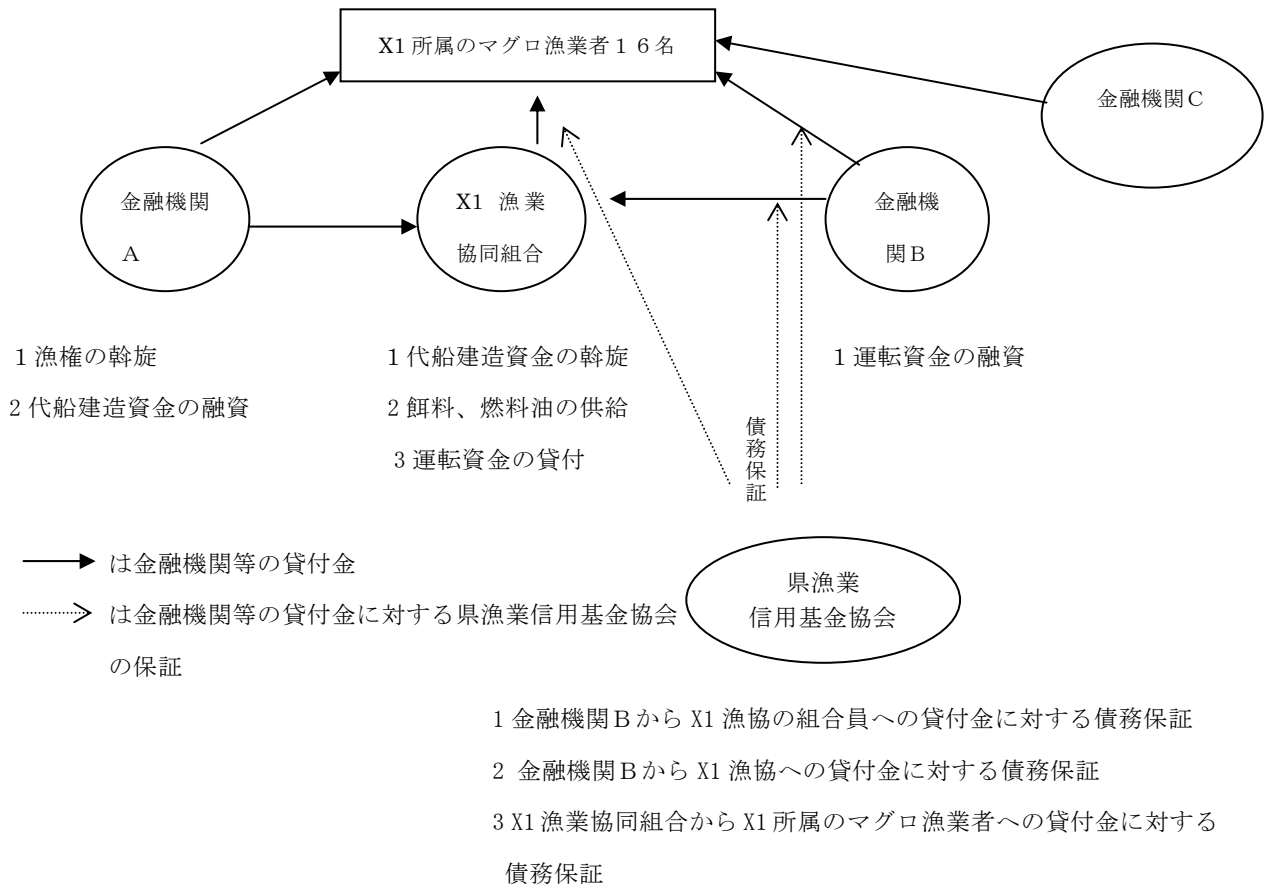 X1 所属のマグロ漁業者１６名
金融機関Ｃ
金融機関
Ａ
X1 漁業
協同組合
金融機
関Ｂ
1 漁権の斡旋
2 代船建造資金の融資
1 代船建造資金の斡旋
2 餌料、燃料油の供給
3 運転資金の貸付
1 運転資金の融資
債務保証
は金融機関等の貸付金
は金融機関等の貸付金に対する県漁業信用基金協会
の保証
県漁業
信用基金協会
1 金融機関Ｂから X1 漁協の組合員への貸付金に対する債務保証
2 金融機関Ｂから X1 漁協への貸付金に対する債務保証
3 X1 漁業協同組合から X1 所属のマグロ漁業者への貸付金に対する
債務保証